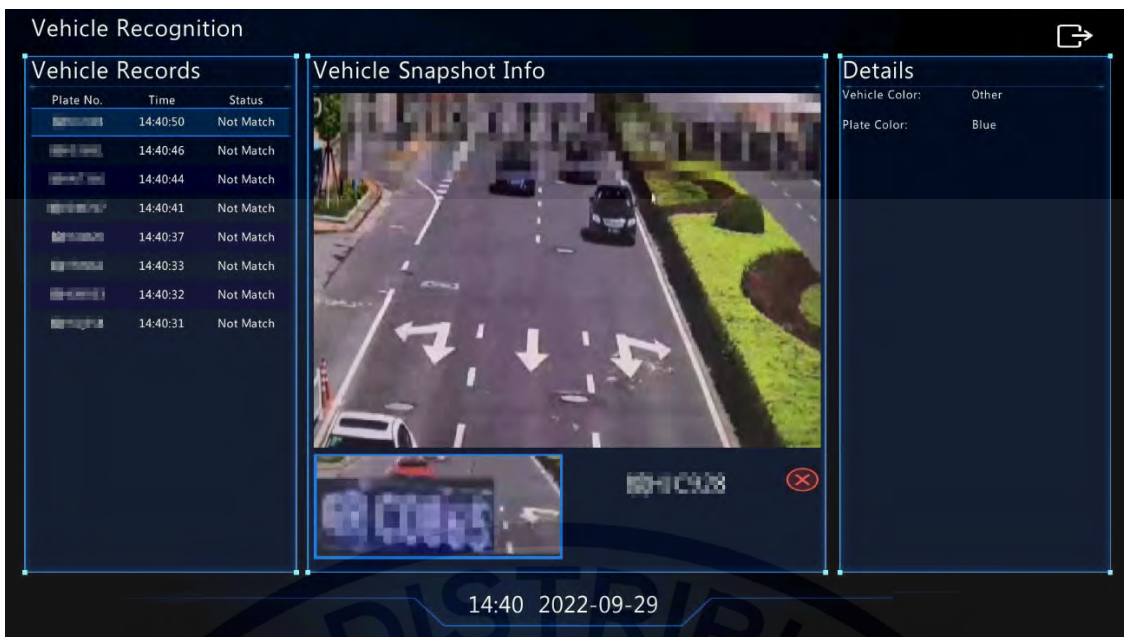 Vehicle Recognition
Vehicle Records
Plate No. Time Status
14:40:50 Not Match
14:40:46 Not Match
14:40:44 Not Match
14:40:41 Not Match
14:40:37 Not Match
14:40:33 Not Match
14:40:32 Not Match
14:40:31 Not Match
Vehicle Snapshot Info
Details
Vehicle Color: Other
Plate Color: Blue
14:40 2022-09-29
DISTRIB